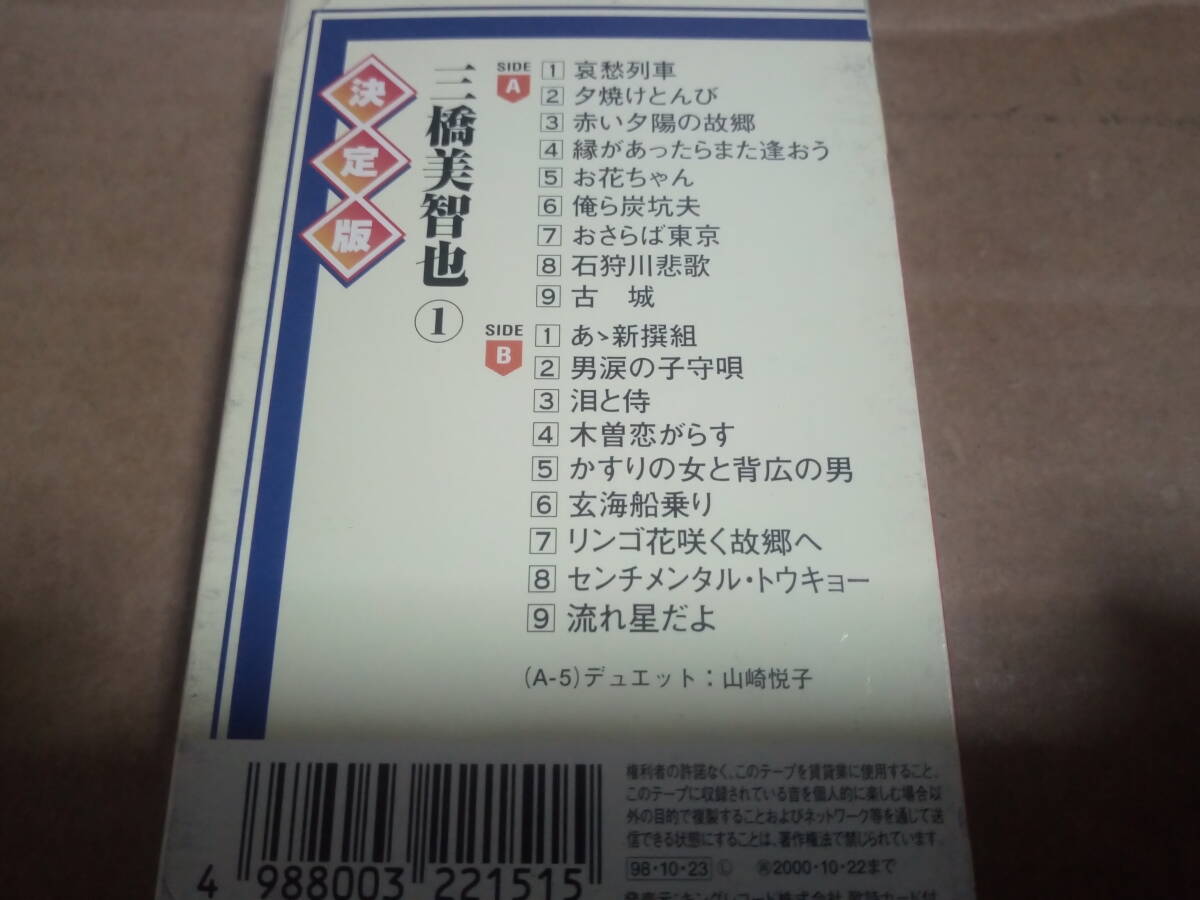 決定版
三橋美智也 ①
SIDE A
1 哀愁列車
2 夕焼けとんび
3 赤い夕陽の故郷
4 縁があったらまた逢おう
5 お花ちゃん
6 俺ら炭坑夫
7 おさらば東京
8 石狩川悲歌
9 古　城
SIDE B
1 あゝ新撰組
2 男涙の子守唄
3 泪と侍
4 木曽恋がらす
5 かすりの女と背広の男
6 玄海船乗り
7 リンゴ花咲く故郷へ
8 センチメンタル・トウキョー
9 流れ星だよ
(A-5)デュエット：山崎悦子
権利者の許諾なく、このテープを賃貸業に使用すること、
このテープに収録されている音を個人的に楽しむ場合以
外の目的で複製することおよびネットワーク等を通じて送
信できる状態にすることは、著作権法で禁じられています。
98・10・23 Ⓛ 2000・10・22まで
4 988003 221515